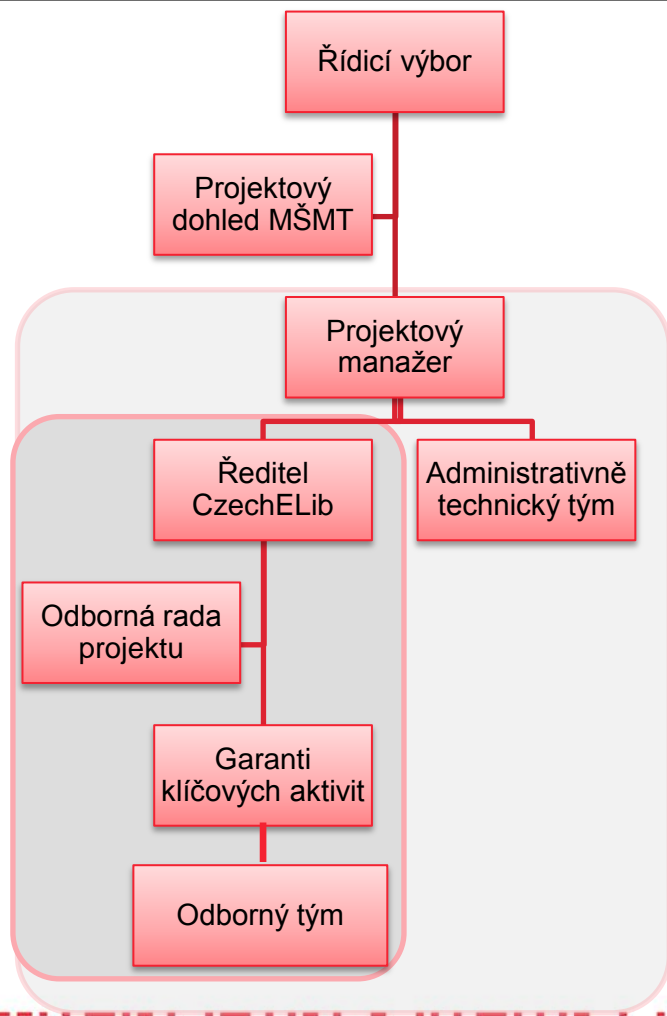 Řídicí výbor
Projektový
dohled MŠMT
Projektový
manažer
Ředitel
CzechELib
Administrativně
technický tým
Odborná rada
projektu
Garanti
klíčových aktivit
Odborný tým